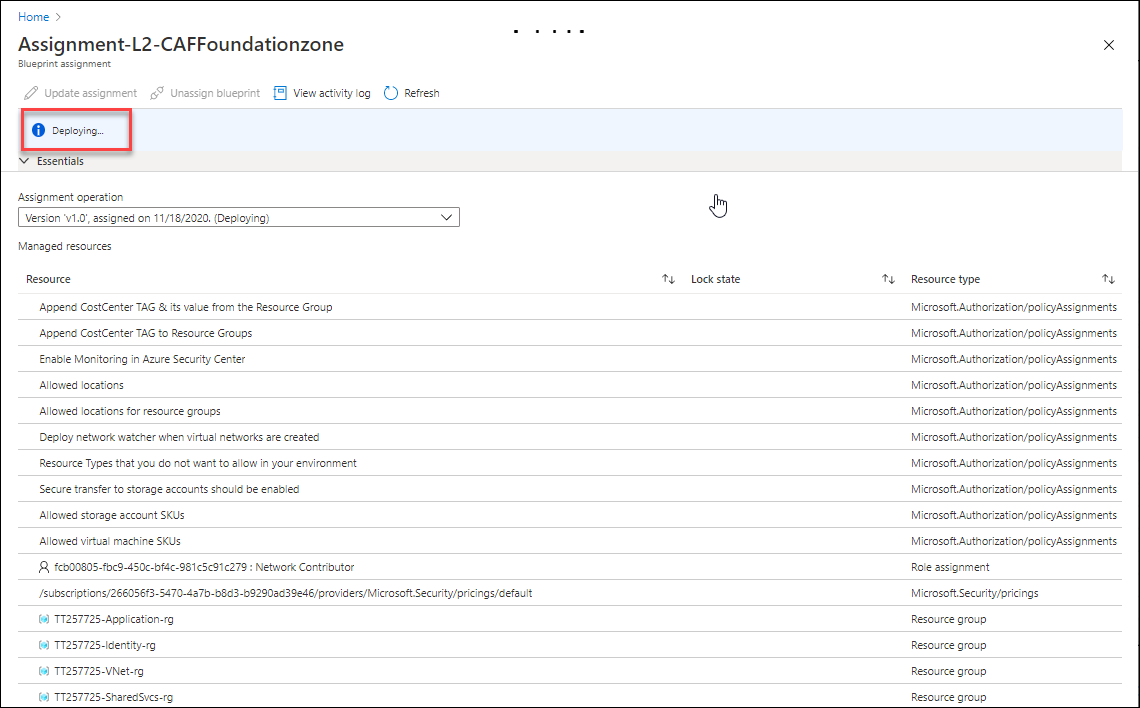 Home
Assignment-L2-CAFFoundationzone
Blueprint assignment
Update assignment Unassign blueprint View activity log Refresh
Deploying...
Essentials
Assignment operation
Version 'v1.0', assigned on 11/18/2020. (Deploying)
Managed resources
Resource Lock state Resource type
Append CostCenter TAG & its value from the Resource Group Microsoft.Authorization/policyAssignments
Append CostCenter TAG to Resource Groups Microsoft.Authorization/policyAssignments
Enable Monitoring in Azure Security Center Microsoft.Authorization/policyAssignments
Allowed locations Microsoft.Authorization/policyAssignments
Allowed locations for resource groups Microsoft.Authorization/policyAssignments
Deploy network watcher when virtual networks are created Microsoft.Authorization/policyAssignments
Resource Types that you do not want to allow in your environment Microsoft.Authorization/policyAssignments
Secure transfer to storage accounts should be enabled Microsoft.Authorization/policyAssignments
Allowed storage account SKUs Microsoft.Authorization/policyAssignments
Allowed virtual machine SKUs Microsoft.Authorization/policyAssignments
fcb00805-fbc9-450c-bf4c-981c5c91c279 : Network Contributor Role assignment
/subscriptions/266056f3-5470-4a7b-b8d3-b9290ad39e46/providers/Microsoft.Security/pricings/default Microsoft.Security/pricings
TT257725-Application-rg Resource group
TT257725-Identity-rg Resource group
TT257725-VNet-rg Resource group
TT257725-SharedSvcs-rg Resource group